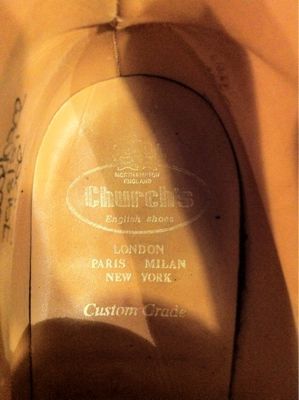 NORTHAMPTON
ENGLAND
Church's
English shoes
LONDON
PARIS MILAN
NEW YORK
Custom Grade